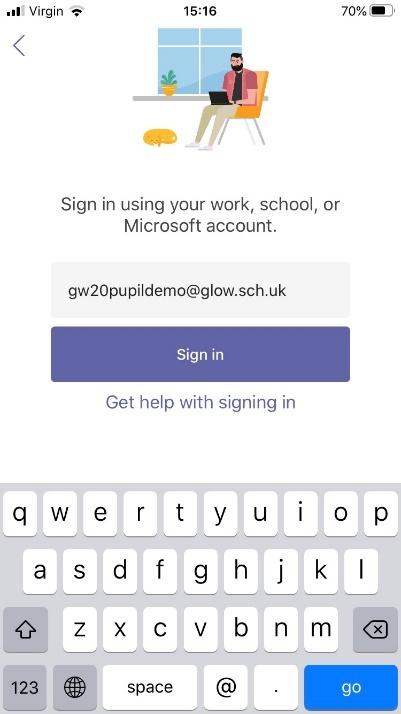 Virgin 15:16 70%
Sign in using your work, school, or
Microsoft account.
gw20pupildemo@glow.sch.uk
Sign in
Get help with signing in
q w e r t y u i o p
a s d f g h j k l
z x c v b n m
123 space @ . go